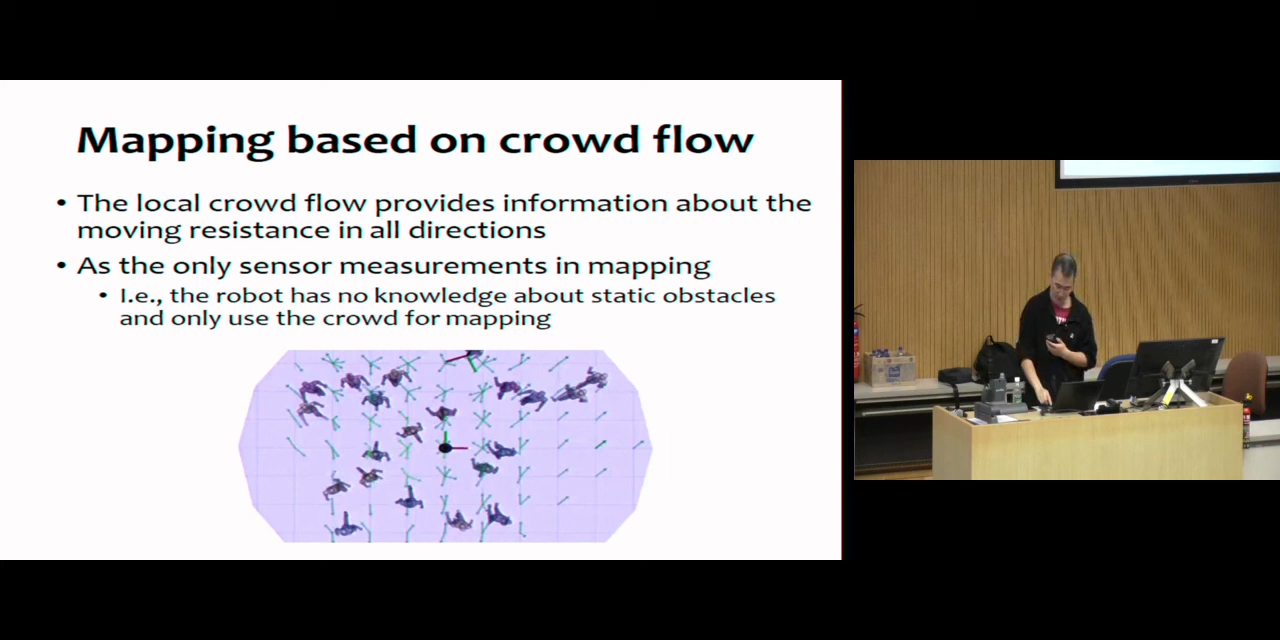 Mapping based on crowd flow
• The local crowd flow provides information about the
moving resistance in all directions
• As the only sensor measurements in mapping
• I.e., the robot has no knowledge about static obstacles
and only use the crowd for mapping